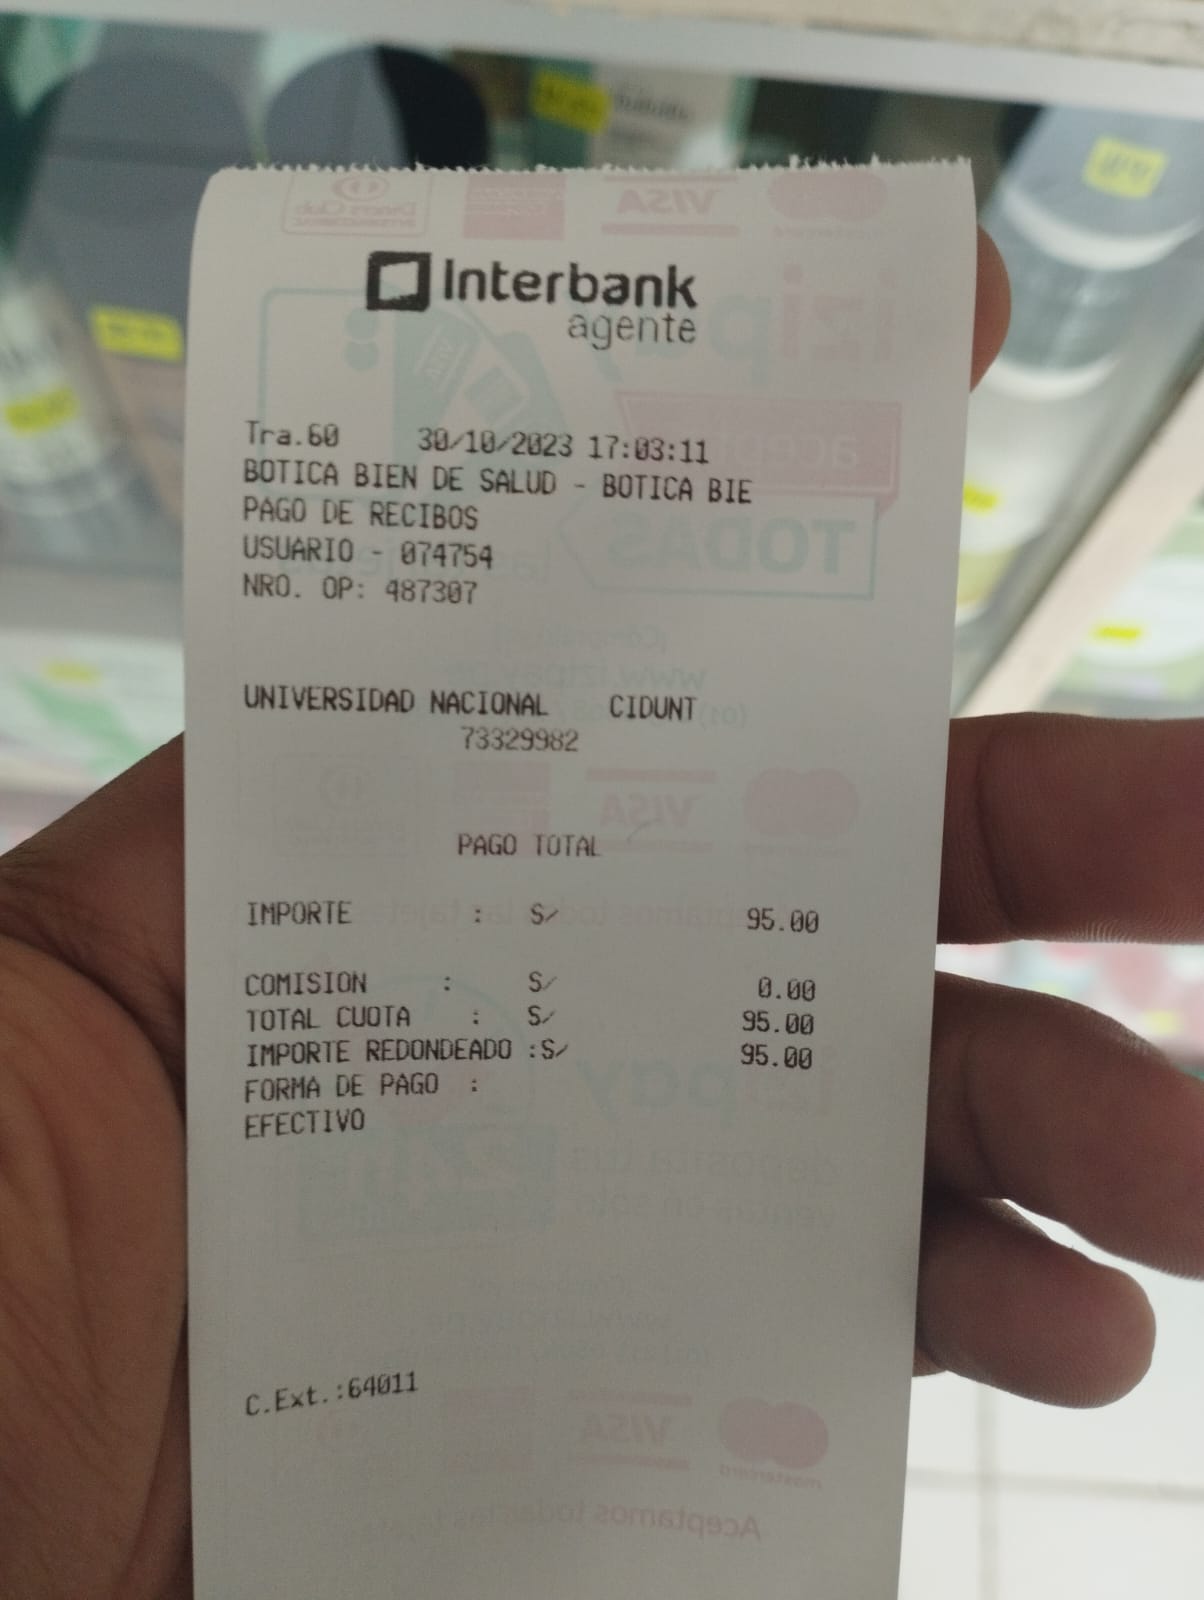 Interbank
agente
Tra.60 30/10/2023 17:03:11
BOTICA BIEN DE SALUD - BOTICA BIE
PAGO DE RECIBOS
USUARIO - 074754
NRO. OP: 487307
UNIVERSIDAD NACIONAL CIDUNT
73329982
PAGO TOTAL
IMPORTE : S/ 95.00
COMISION : S/ 0.00
TOTAL CUOTA : S/ 95.00
IMPORTE REDONDEADO :S/ 95.00
FORMA DE PAGO :
EFECTIVO
C.Ext.:64011